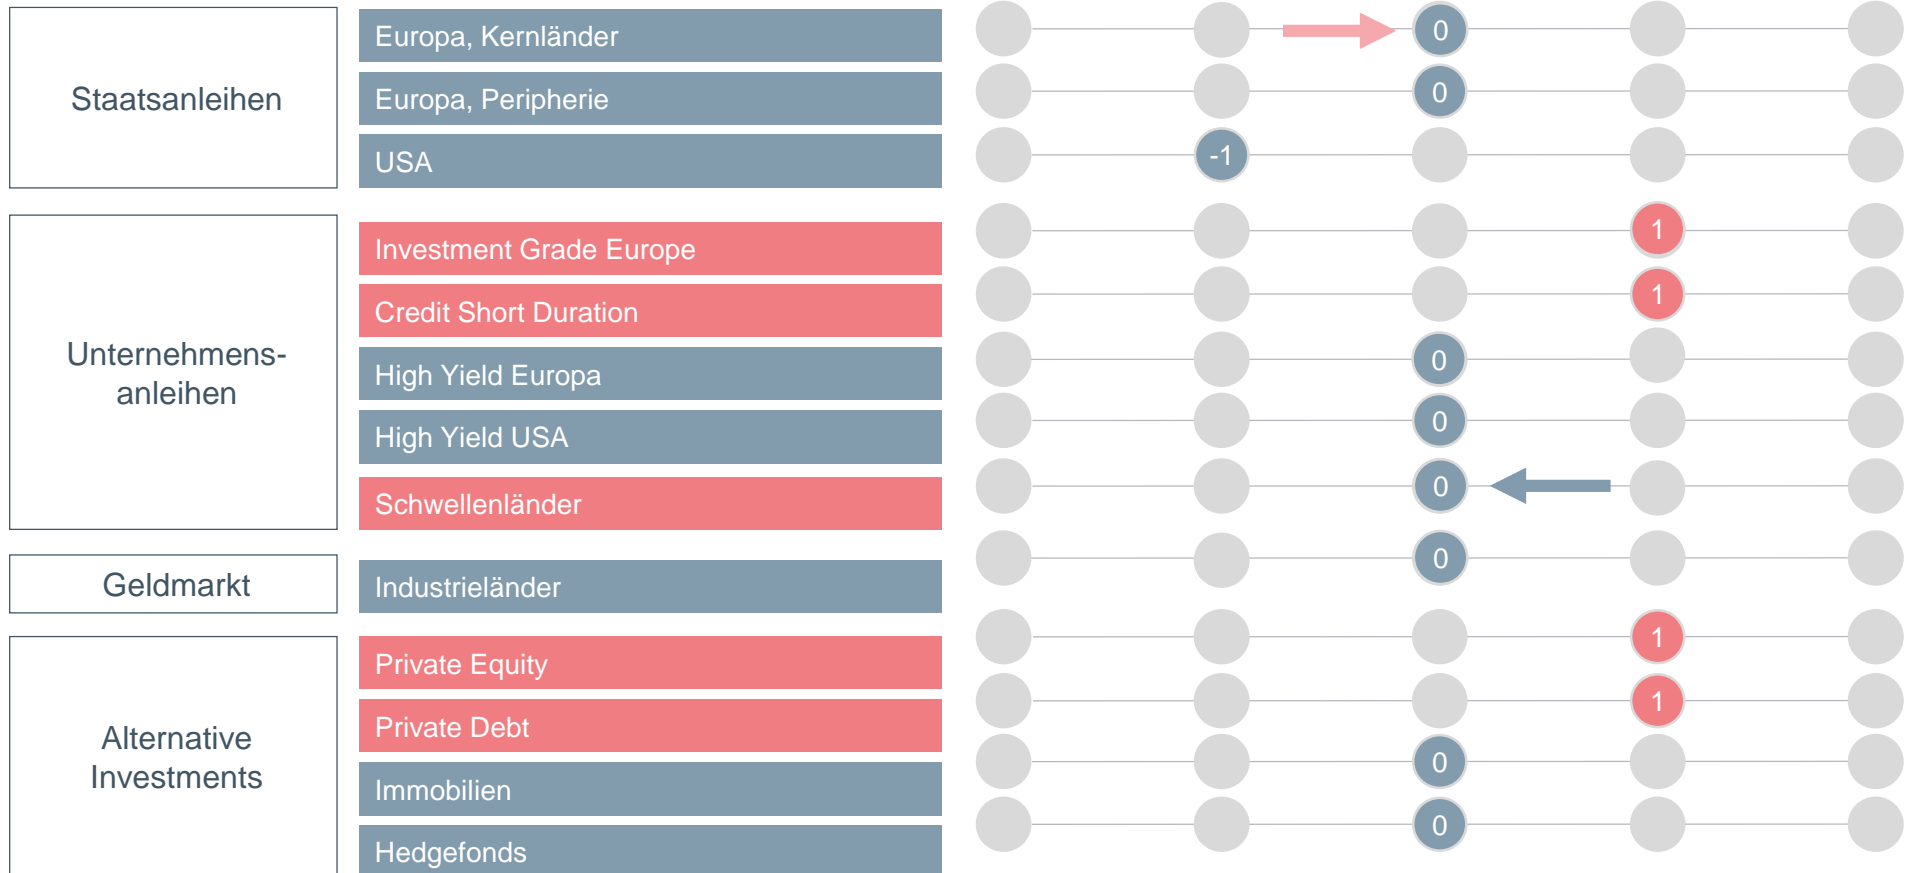 Staatsanleihen
Europa, Kernländer
0
Europa, Peripherie
0
USA
-1
Unternehmens-
anleihen
Investment Grade Europe
1
Credit Short Duration
1
High Yield Europa
0
High Yield USA
0
Schwellenländer
0
Geldmarkt
Industrieländer
0
Alternative
Investments
Private Equity
1
Private Debt
1
Immobilien
0
Hedgefonds
0